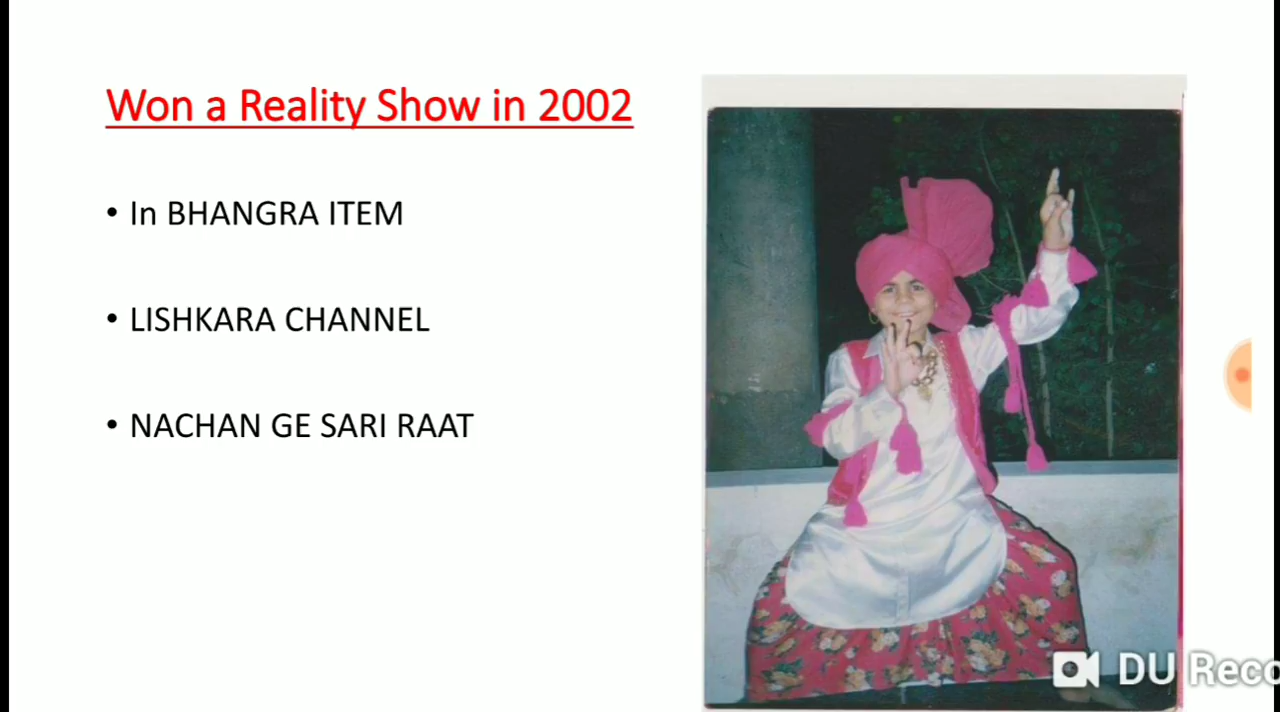 Won a Reality Show in 2002
• In BHANGRA ITEM
• LISHKARA CHANNEL
• NACHAN GE SARI RAAT
DU Reco